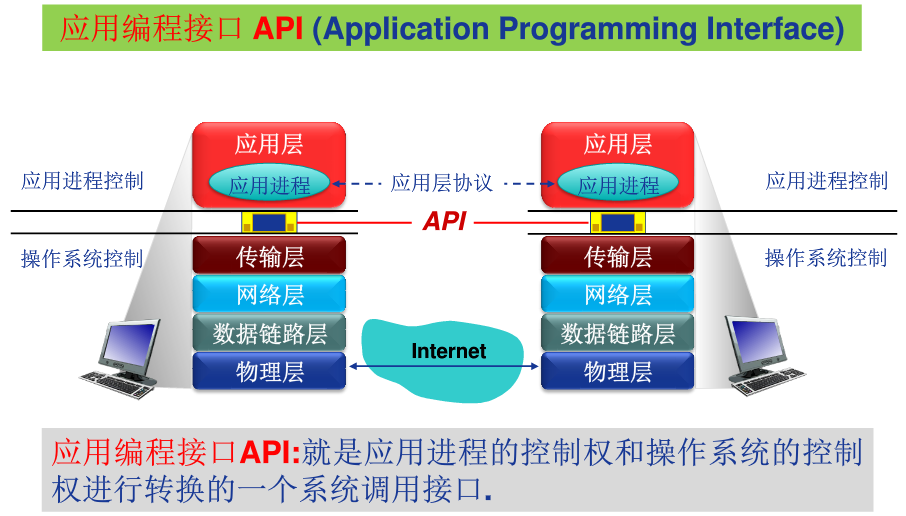 应用编程接口 API (Application Programming Interface)
应用层
应用层
应用进程控制
应用进程
应用层协议
应用进程
应用进程控制
API
操作系统控制
传输层
传输层
操作系统控制
网络层
网络层
数据链路层
数据链路层
Internet
物理层
物理层
应用编程接口API:就是应用进程的控制权和操作系统的控制
权进行转换的一个系统调用接口.